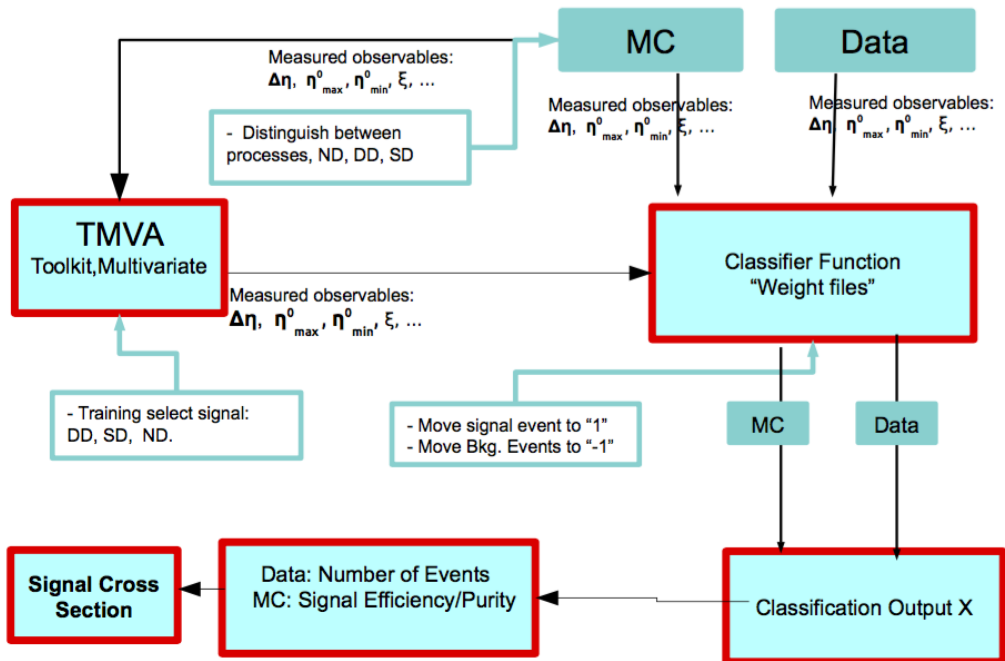 MC
Data
Measured observables:
Δη, η⁰max, η⁰min, ξ, ...
Measured observables:
Δη, η⁰max, η⁰min, ξ, ...
Measured observables:
Δη, η⁰max, η⁰min, ξ, ...
- Distinguish between
processes, ND, DD, SD
TMVA
Toolkit,Multivariate
Classifier Function
“Weight files”
Measured observables:
Δη, η⁰max, η⁰min, ξ, ...
- Training select signal:
DD, SD, ND.
- Move signal event to “1”
- Move Bkg. Events to “-1”
MC
Data
Signal Cross
Section
Data: Number of Events
MC: Signal Efficiency/Purity
Classification Output X